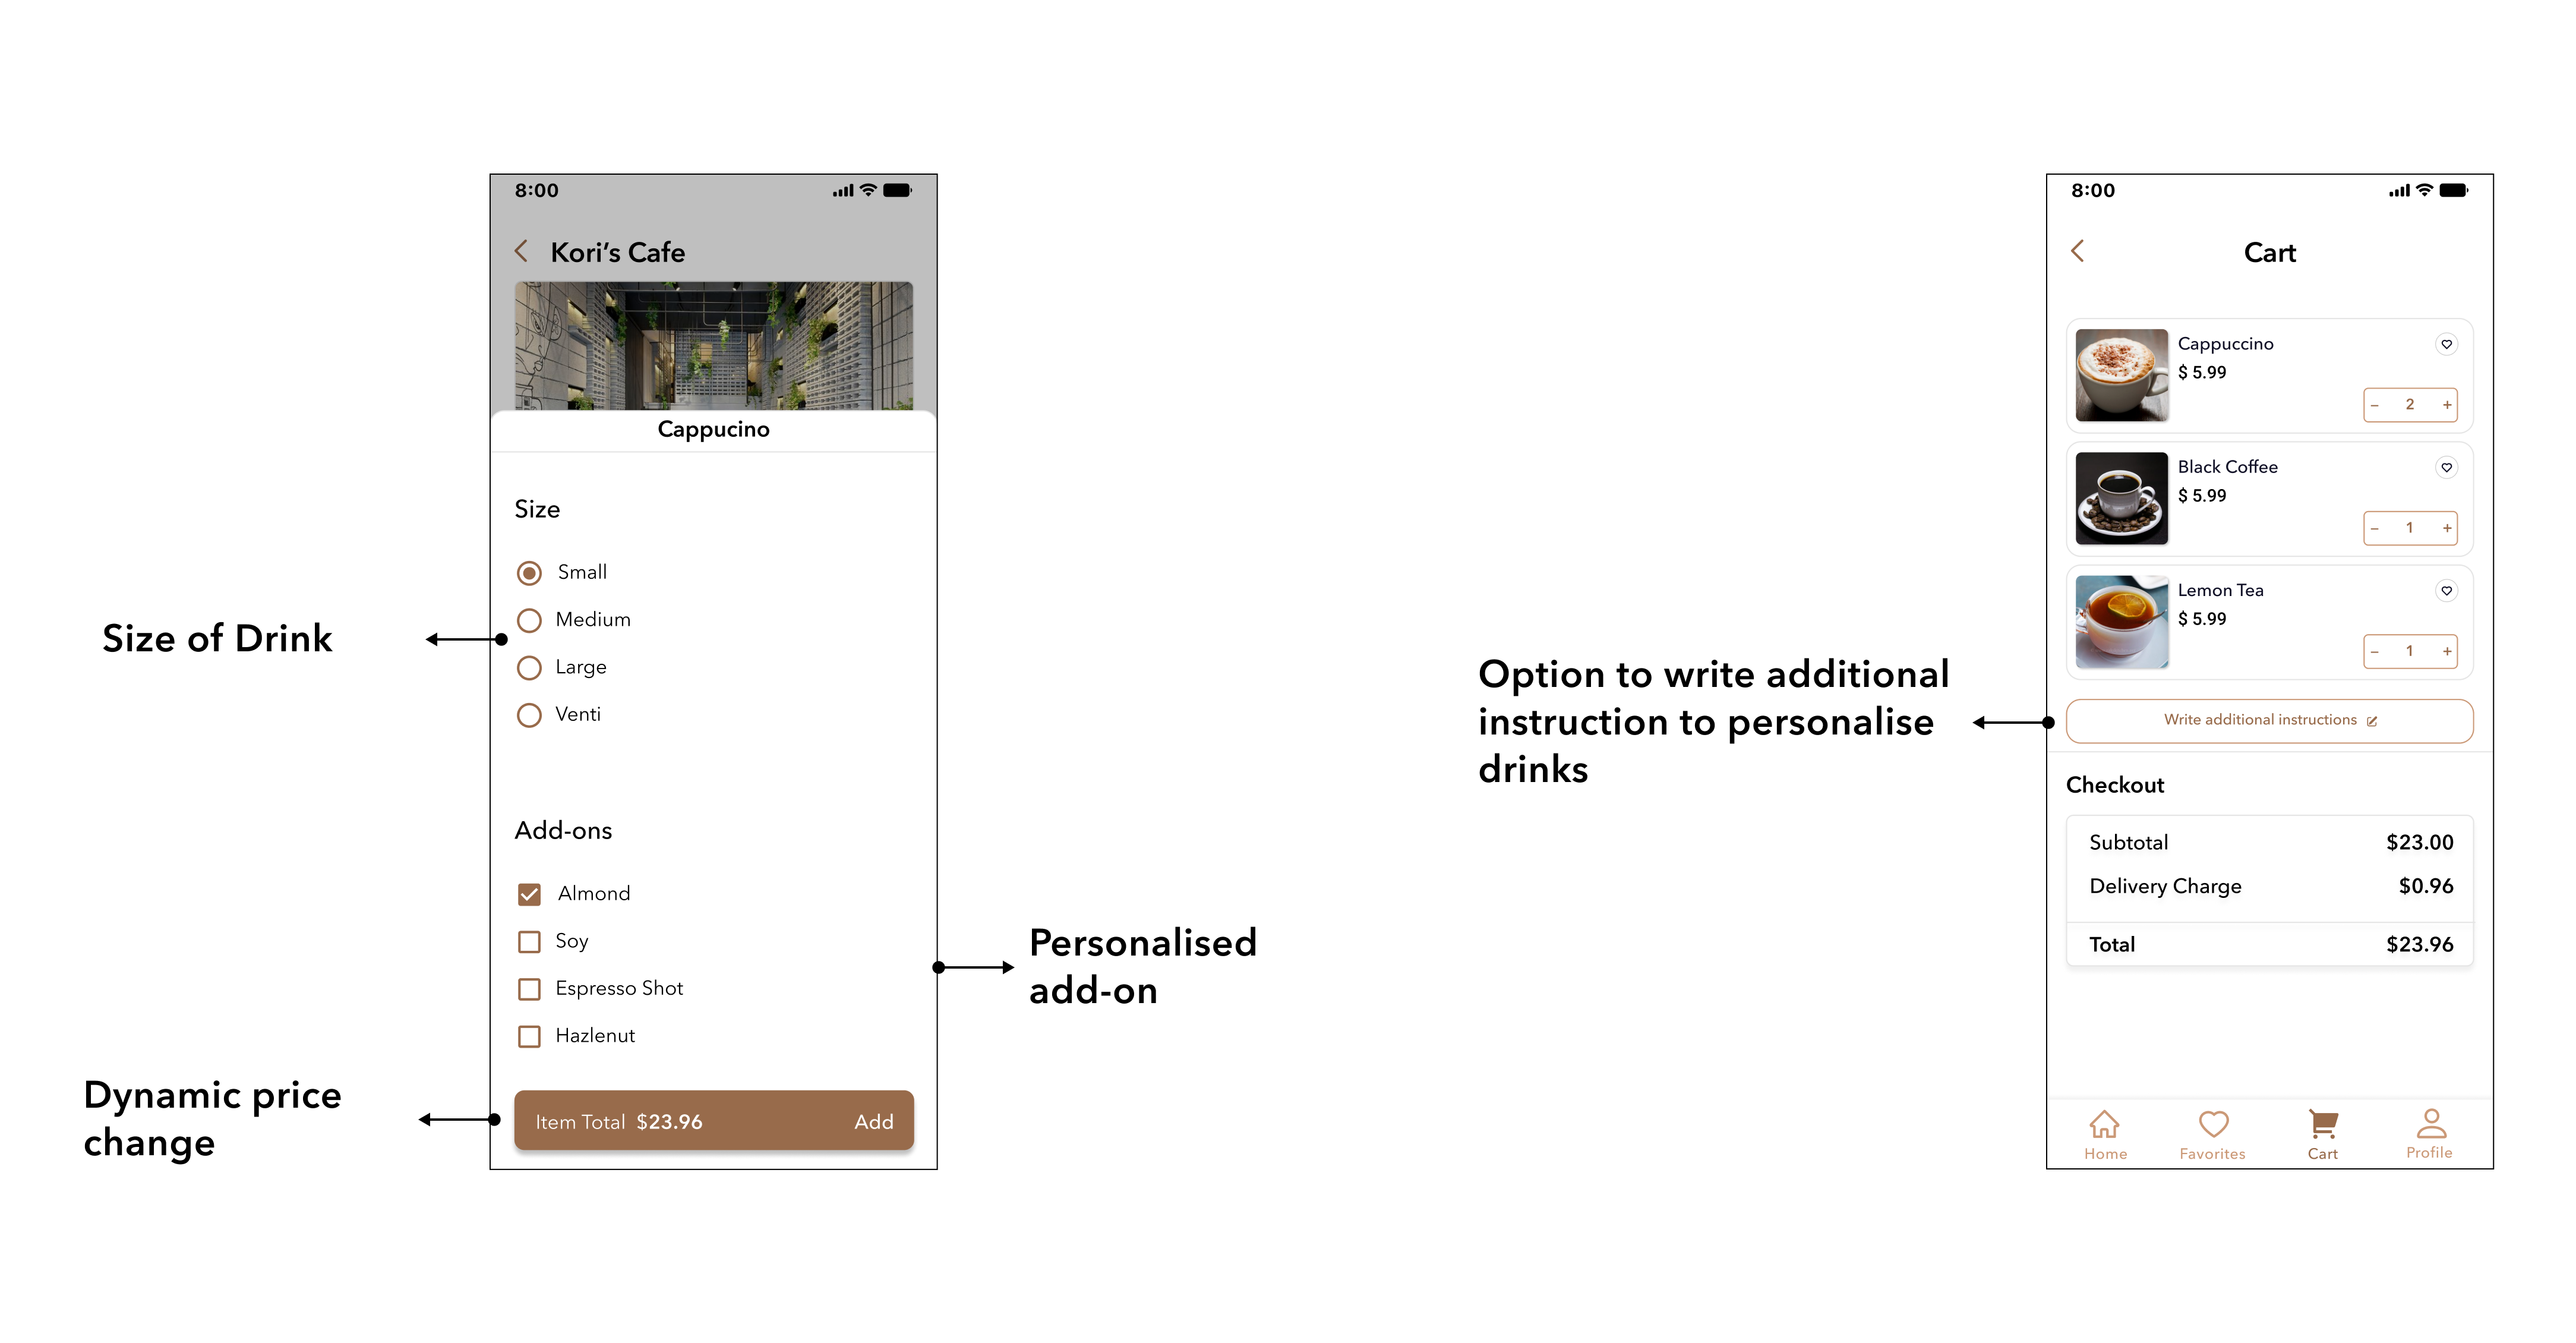 Size of Drink
Dynamic price
change
8:00
Kori's Cafe
Cappucino
Size
Small
Medium
Large
Venti
Add-ons
Almond
Soy
Espresso Shot
Hazlenut
Item Total $23.96 Add
Personalised
add-on
Option to write additional
instruction to personalise
drinks
8:00
Cart
Cappuccino
$ 5.99
- 2 +
Black Coffee
$ 5.99
- 1 +
Lemon Tea
$ 5.99
- 1 +
Write additional instructions
Checkout
Subtotal $23.00
Delivery Charge $0.96
Total $23.96
Home Favorites Cart Profile